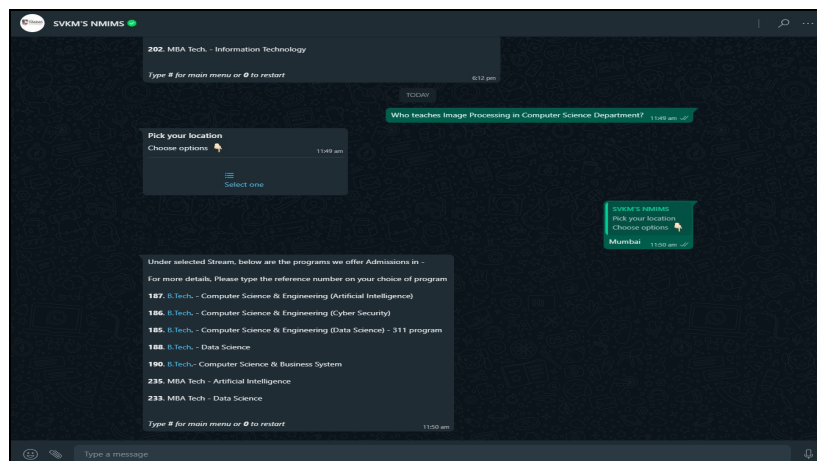 SVKM'S NMIMS
202. MBA Tech. - Information Technology
Type # for main menu or 0 to restart
6:12 pm
TODAY
Who teaches Image Processing in Computer Science Department? 11:49 am
Pick your location
Choose options 👇🏻
11:49 am
Select one
SVKM'S NMIMS
Pick your location
Choose options 👇🏻
Mumbai 11:50 am
Under selected Stream, below are the programs we offer Admissions in -
For more details, Please type the reference number on your choice of program
187. B.Tech. - Computer Science & Engineering (Artificial Intelligence)
186. B.Tech. - Computer Science & Engineering (Cyber Security)
185. B.Tech. - Computer Science & Engineering (Data Science) - 311 program
188. B.Tech. - Data Science
190. B.Tech.- Computer Science & Business System
235. MBA Tech - Artificial Intelligence
233. MBA Tech - Data Science
Type # for main menu or 0 to restart
11:50 am
Type a message